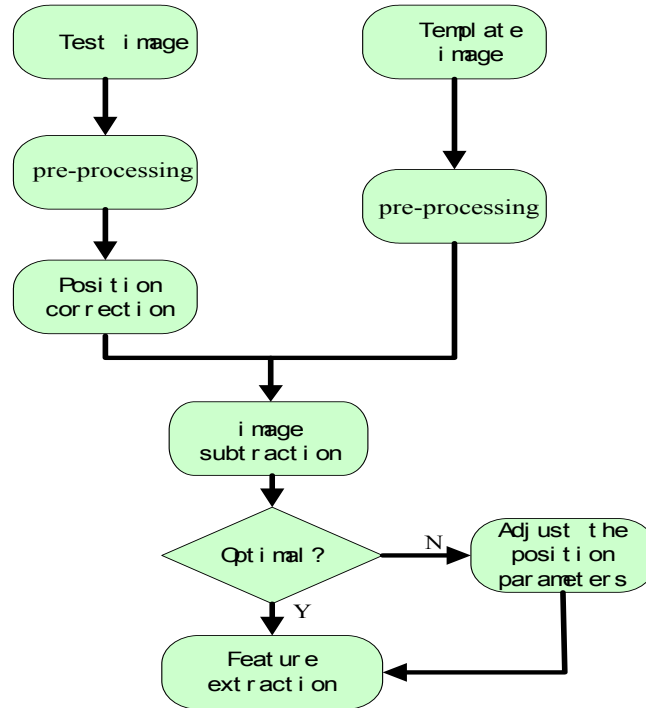 Test image
Template
image
pre-processing
pre-processing
Position
correction
image
subtraction
Optimal?
N
Adjust the
position
parameters
Y
Feature
extraction